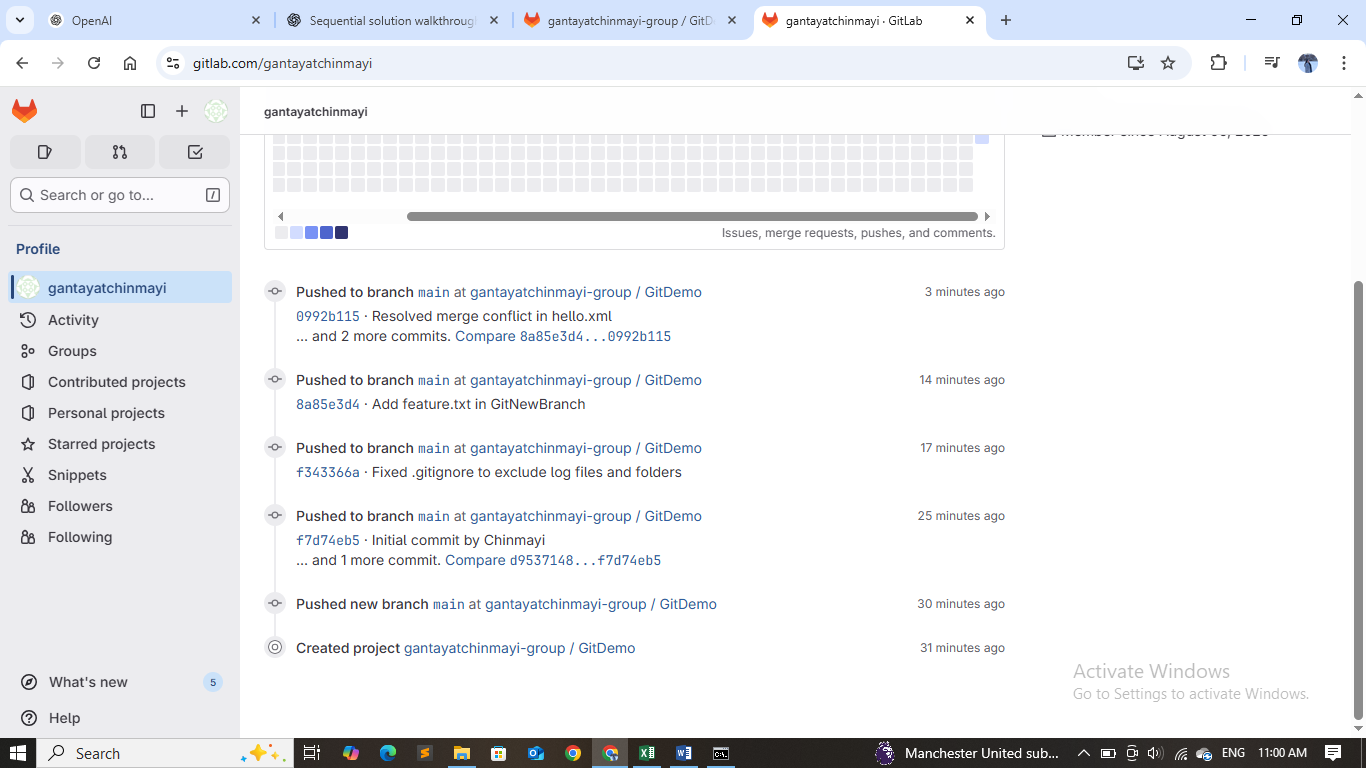 OpenAI
Sequential solution walkthroug
gantayatchinmayi-group / GitD
gantayatchinmayi · GitLab
gitlab.com/gantayatchinmayi
gantayatchinmayi
Search or go to...
/
Profile
gantayatchinmayi
Activity
Groups
Contributed projects
Personal projects
Starred projects
Snippets
Followers
Following
What's new 5
Help
Issues, merge requests, pushes, and comments.
Pushed to branch main at gantayatchinmayi-group / GitDemo 3 minutes ago
0992b115 · Resolved merge conflict in hello.xml
... and 2 more commits. Compare 8a85e3d4...0992b115
Pushed to branch main at gantayatchinmayi-group / GitDemo 14 minutes ago
8a85e3d4 · Add feature.txt in GitNewBranch
Pushed to branch main at gantayatchinmayi-group / GitDemo 17 minutes ago
f343366a · Fixed .gitignore to exclude log files and folders
Pushed to branch main at gantayatchinmayi-group / GitDemo 25 minutes ago
f7d74eb5 · Initial commit by Chinmayi
... and 1 more commit. Compare d9537148...f7d74eb5
Pushed new branch main at gantayatchinmayi-group / GitDemo 30 minutes ago
Created project gantayatchinmayi-group / GitDemo 31 minutes ago
Activate Windows
Go to Settings to activate Windows.
Search
Manchester United sub...
ENG
11:00 AM